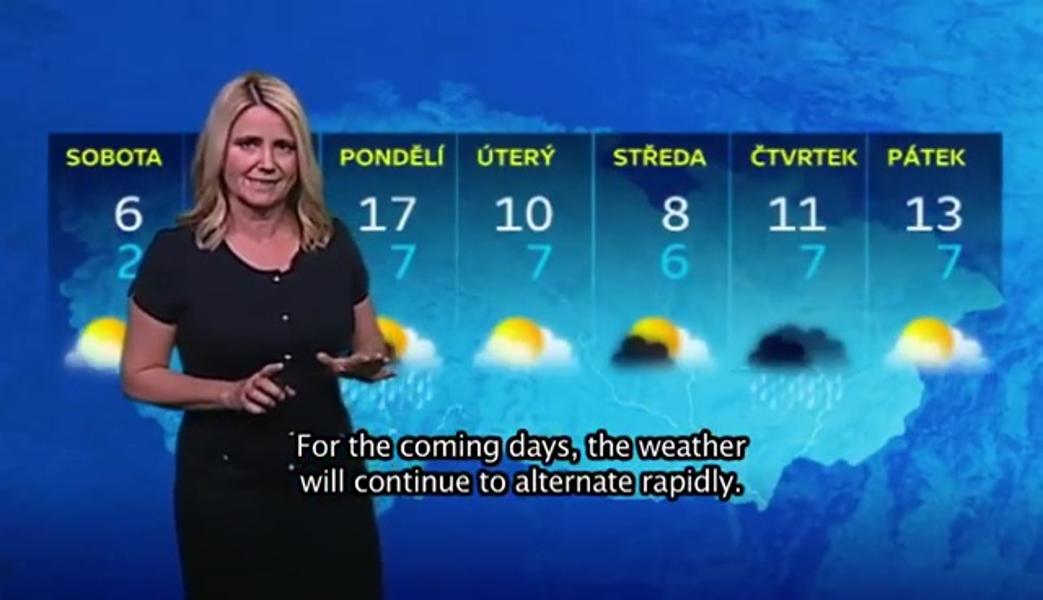 SOBOTA PONDĚLÍ ÚTERÝ STŘEDA ČTVRTEK PÁTEK
6 17 10 8 11 13
2 7 7 6 7 7
For the coming days, the weather
will continue to alternate rapidly.